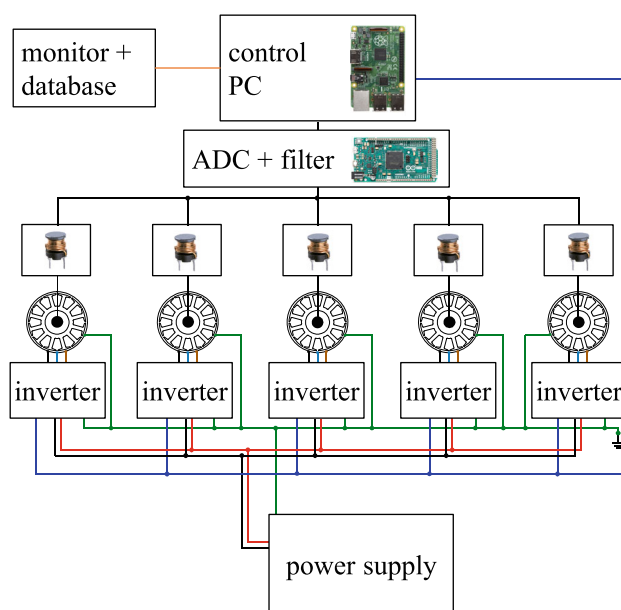 monitor +
database
control
PC
ADC + filter
inverter
inverter
inverter
inverter
inverter
power supply